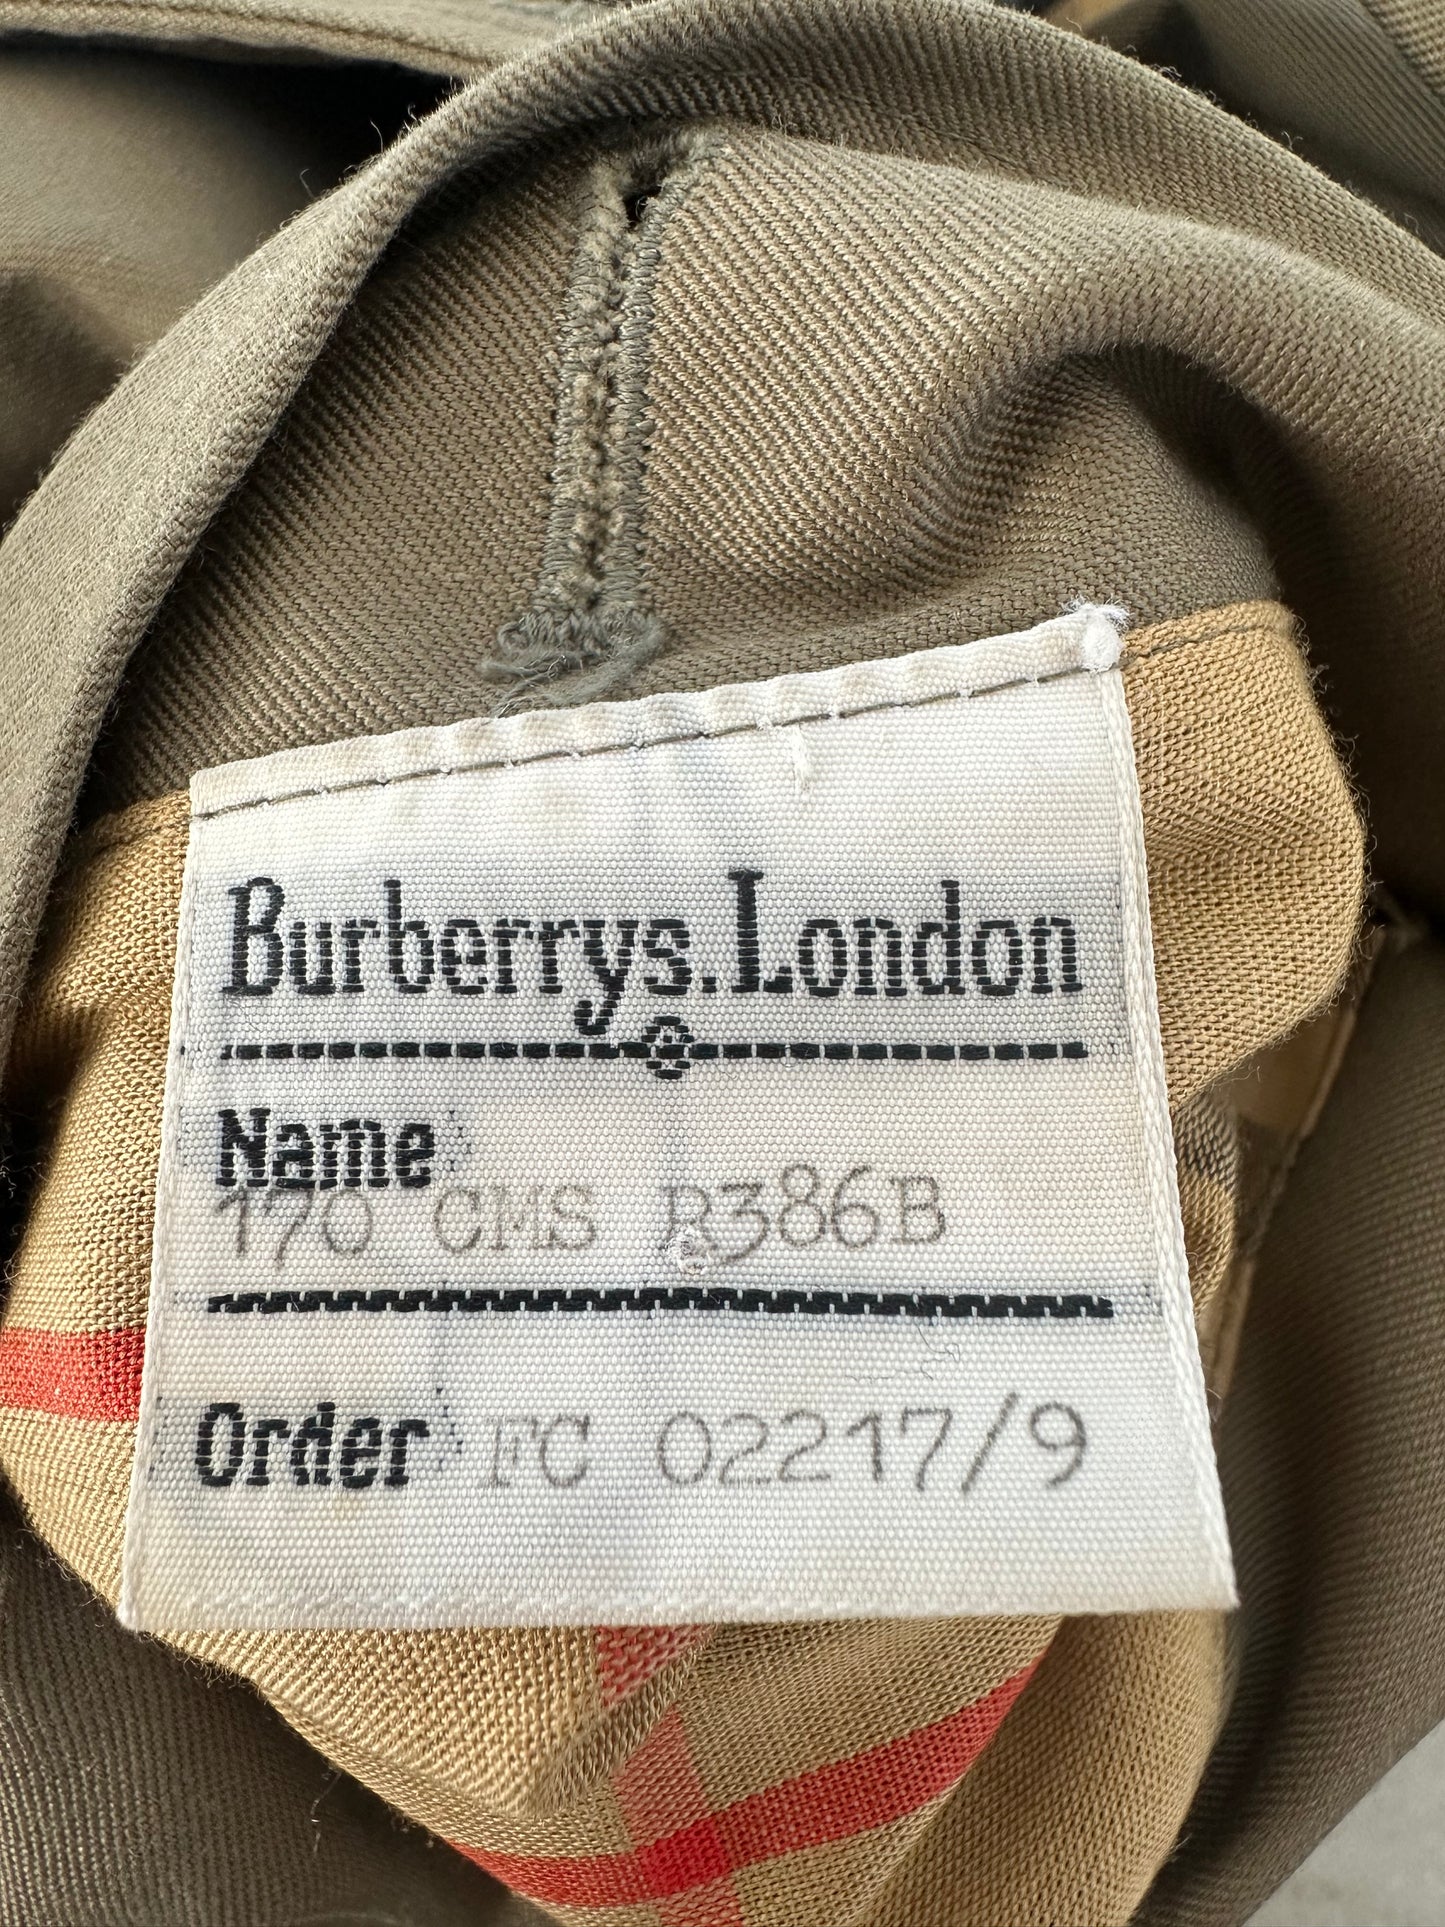 Burberrys.London
Name
170 CMS R386B
Order FC 02217/9